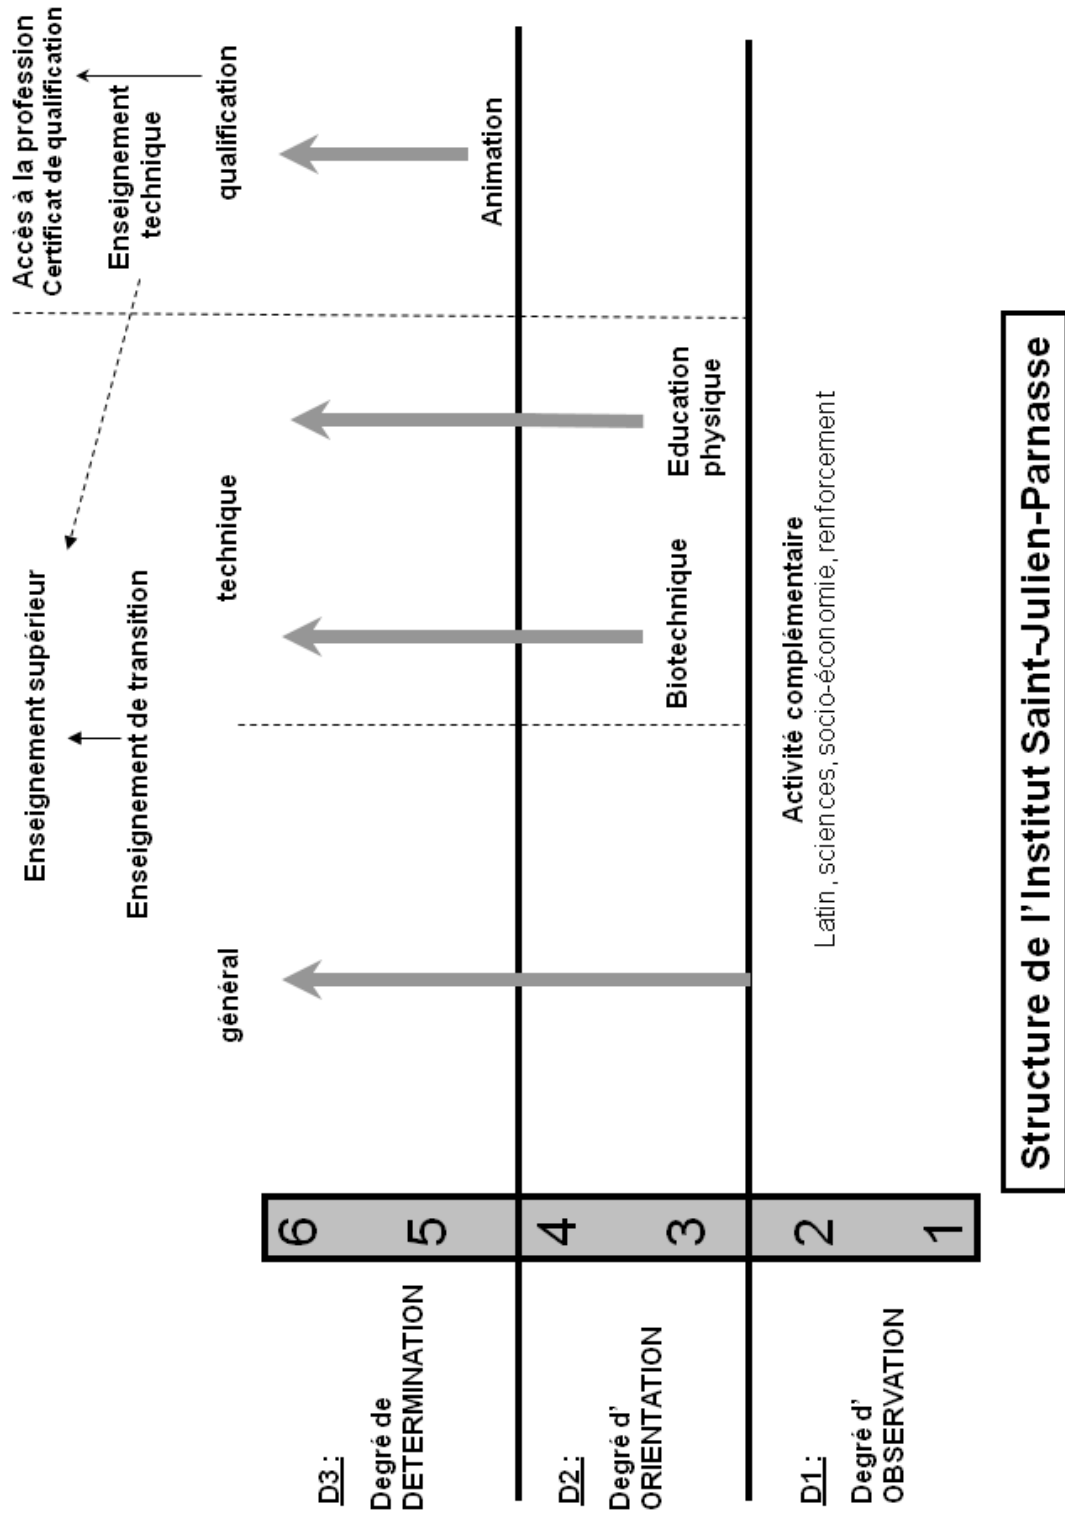 Enseignement supérieur
Enseignement de transition
Accès à la profession
Certificat de qualification
Enseignement
technique
général
technique
qualification
D3 :
Degré de
DETERMINATION
6
5
Animation
D2 :
Degré d'
ORIENTATION
4
3
Biotechnique
Education
physique
D1 :
Degré d'
OBSERVATION
2
1
Activité complémentaire
Latin, sciences, socio-économie, renforcement
Structure de l'Institut Saint-Julien-Parnasse